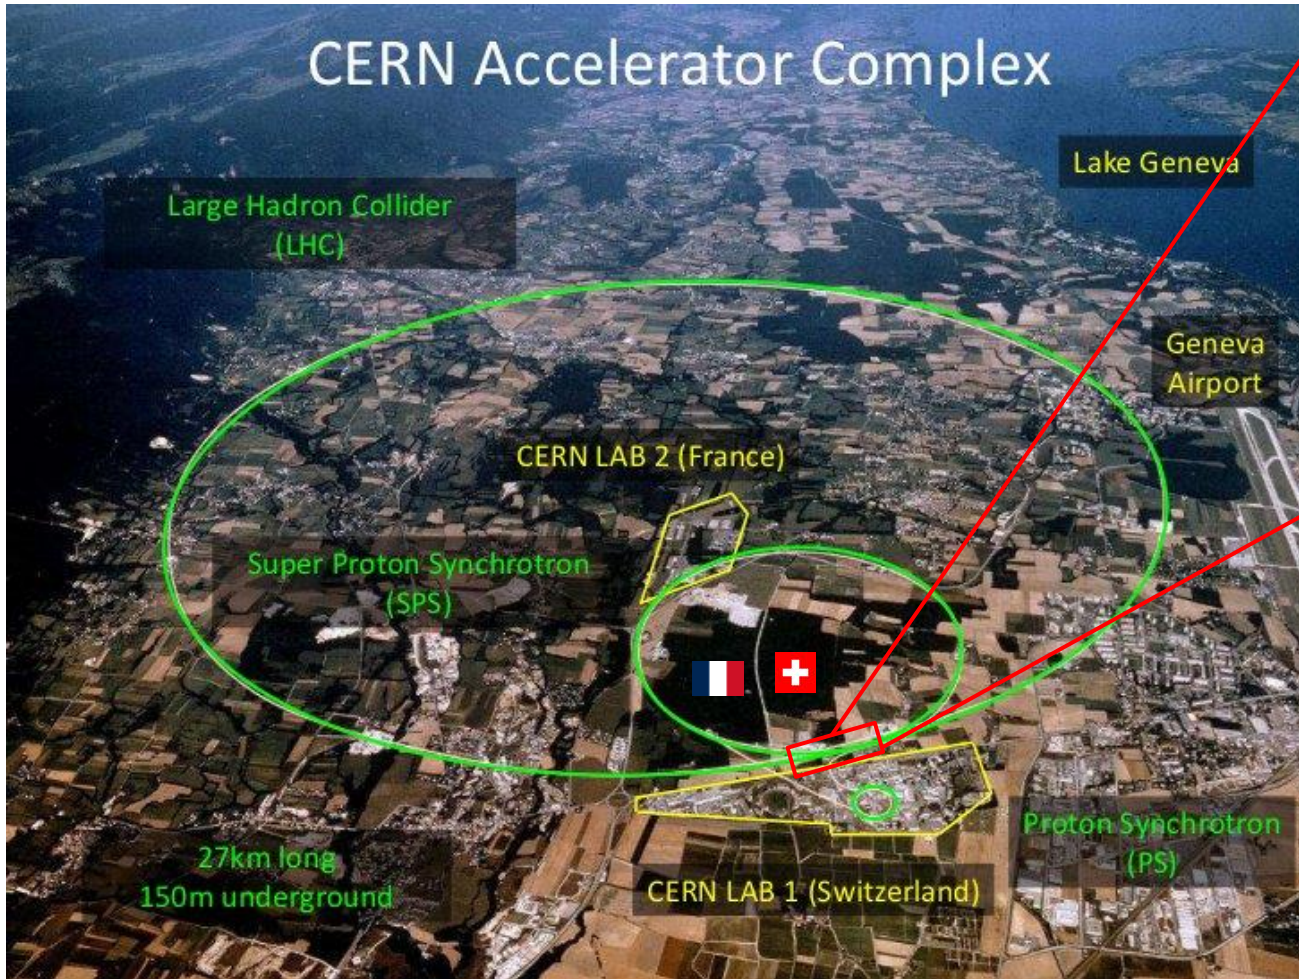 CERN Accelerator Complex
Lake Geneva
Large Hadron Collider
(LHC)
Geneva
Airport
CERN LAB 2 (France)
Super Proton Synchrotron
(SPS)
Proton Synchrotron
(PS)
27km long
150m underground
CERN LAB 1 (Switzerland)